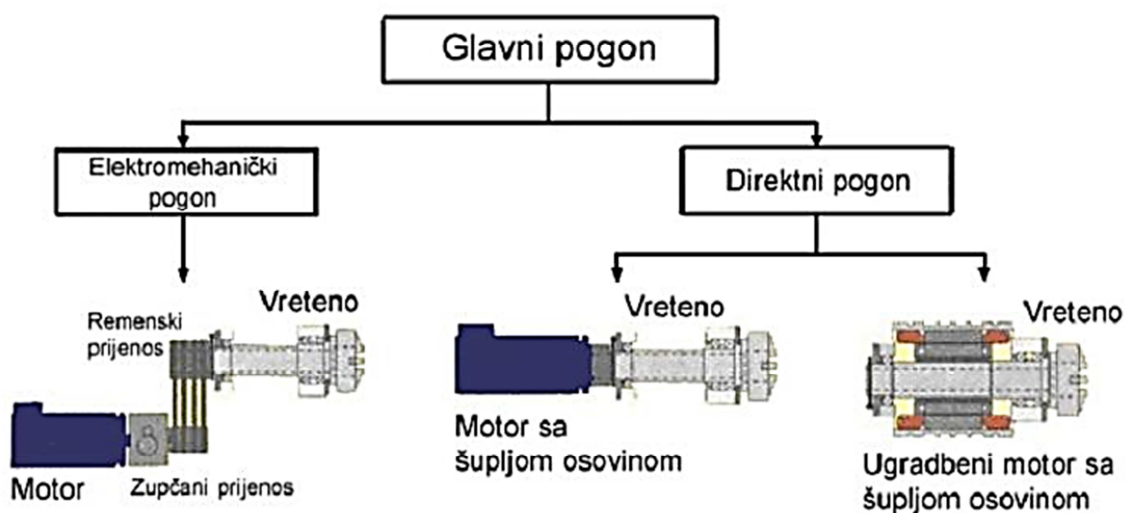 Glavni pogon
Elektromehanički
pogon
Direktni pogon
Remenski
prijenos
Vreteno
Motor
Zupčani prijenos
Vreteno
Motor sa
šupljom osovinom
Vreteno
Ugradbeni motor sa
šupljom osovinom